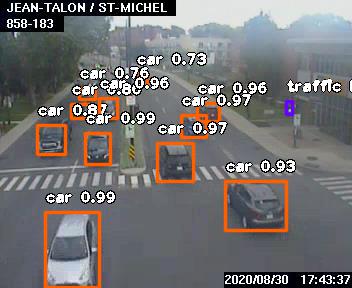 JEAN-TALON / ST-MICHEL
858-183
car 0.73
car 0.76
car 0.96
car 0.96
car 0.97
car 0.87
car 0.99
car 0.97
traffic
car 0.93
car 0.99
2020/08/30 17:43:37